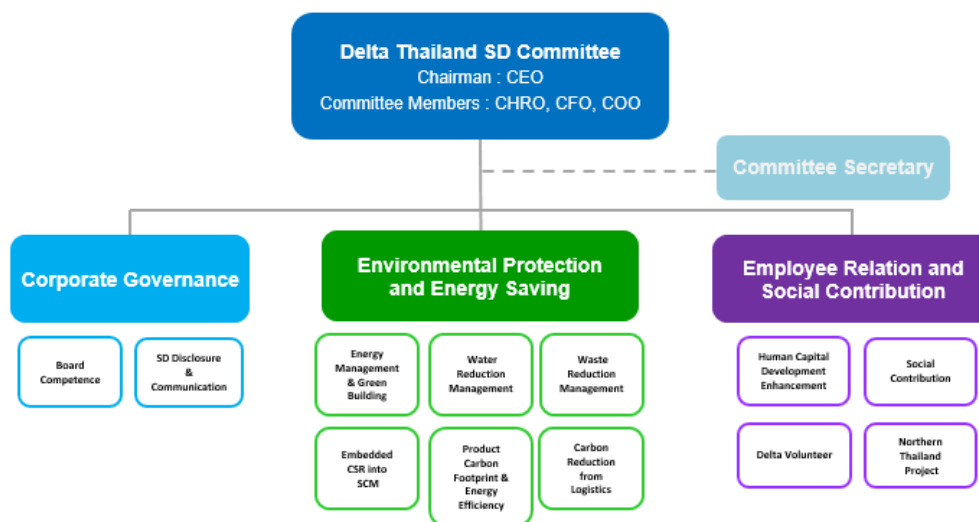 Delta Thailand SD Committee
Chairman : CEO
Committee Members : CHRO, CFO, COO
Committee Secretary
Corporate Governance
Environmental Protection
and Energy Saving
Employee Relation and
Social Contribution
Board
Competence
SD Disclosure
&
Communication
Energy
Management
& Green
Building
Water
Reduction
Management
Waste
Reduction
Management
Embedded
CSR into
SCM
Product
Carbon
Footprint &
Energy
Efficiency
Carbon
Reduction
from
Logistics
Human Capital
Development
Enhancement
Social
Contribution
Delta Volunteer
Northern
Thailand
Project